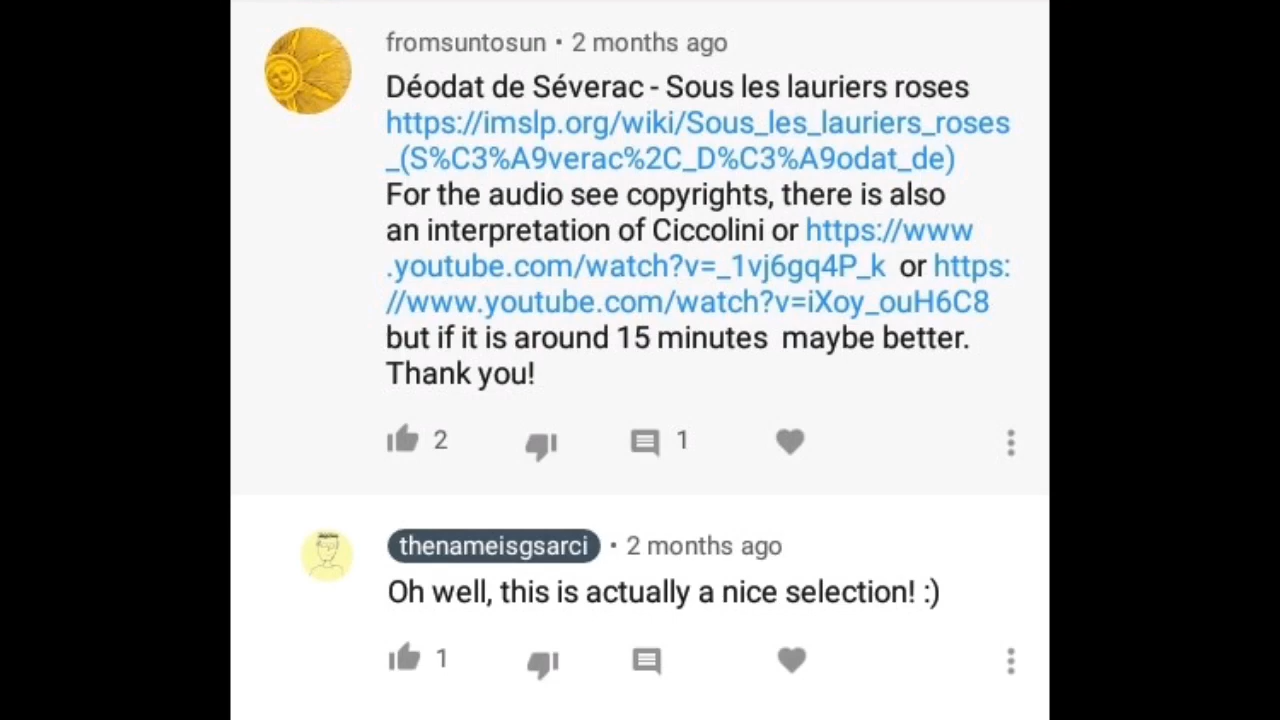 fromsuntosun • 2 months ago
Déodat de Séverac - Sous les lauriers roses
https://imslp.org/wiki/Sous_les_lauriers_roses
_(S%C3%A9verac%2C_D%C3%A9odat_de)
For the audio see copyrights, there is also
an interpretation of Ciccolini or https://www
.youtube.com/watch?v=_1vj6gq4P_k or https:
//www.youtube.com/watch?v=iXoy_ouH6C8
but if it is around 15 minutes maybe better.
Thank you!
2 1
thenameisgsarci • 2 months ago
Oh well, this is actually a nice selection! :)
1